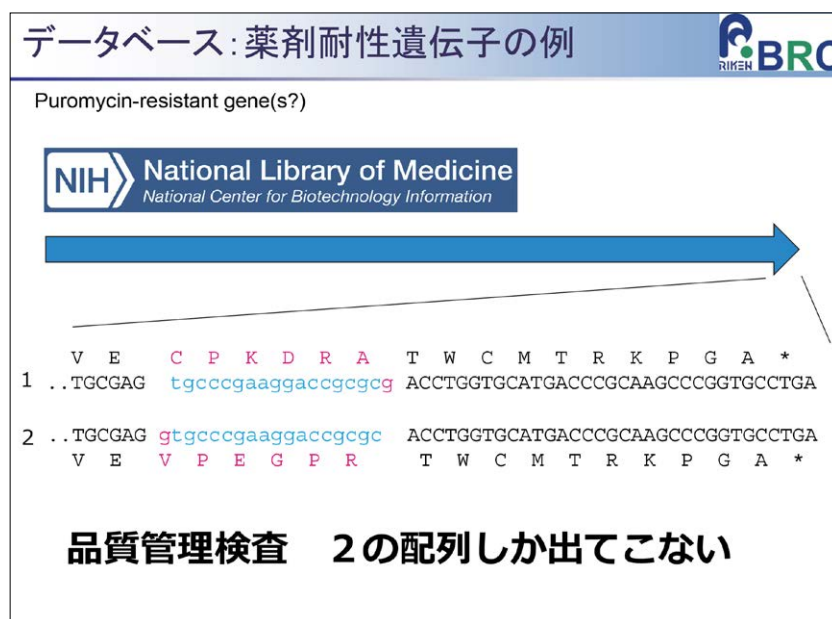 データベース：薬剤耐性遺伝子の例
RIKEN BRC
Puromycin-resistant gene(s?)
NIH National Library of Medicine
National Center for Biotechnology Information
V E C P K D R A T W C M T R K P G A *
1 ..TGCGAG tgcccgaaggaccgcgcg ACCTGGTGCATGACCCGCAAGCCCGGTGCCTGA
2 ..TGCGAG gtgcccgaaggaccgcgc ACCTGGTGCATGACCCGCAAGCCCGGTGCCTGA
V E V P E G P R T W C M T R K P G A *
品質管理検査　２の配列しか出てこない